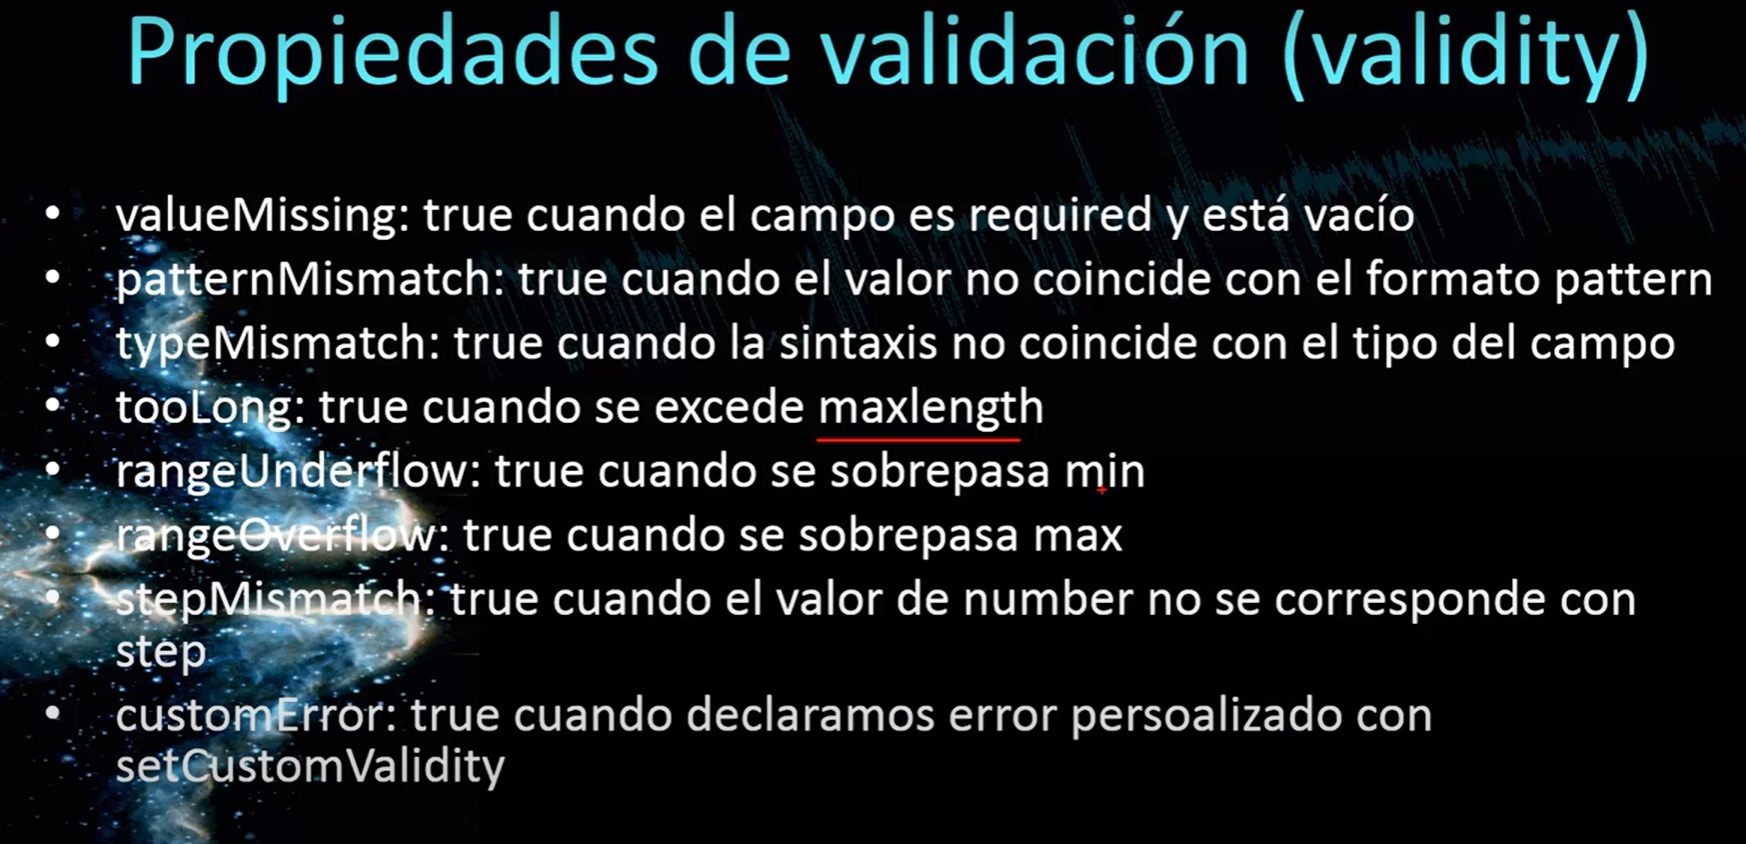 Propiedades de validación (validity)
• valueMissing: true cuando el campo es required y está vacío
• patternMismatch: true cuando el valor no coincide con el formato pattern
• typeMismatch: true cuando la sintaxis no coincide con el tipo del campo
• tooLong: true cuando se excede maxlength
• rangeUnderflow: true cuando se sobrepasa min
• rangeOverflow: true cuando se sobrepasa max
• stepMismatch: true cuando el valor de number no se corresponde con
step
• customError: true cuando declaramos error persoalizado con
setCustomValidity